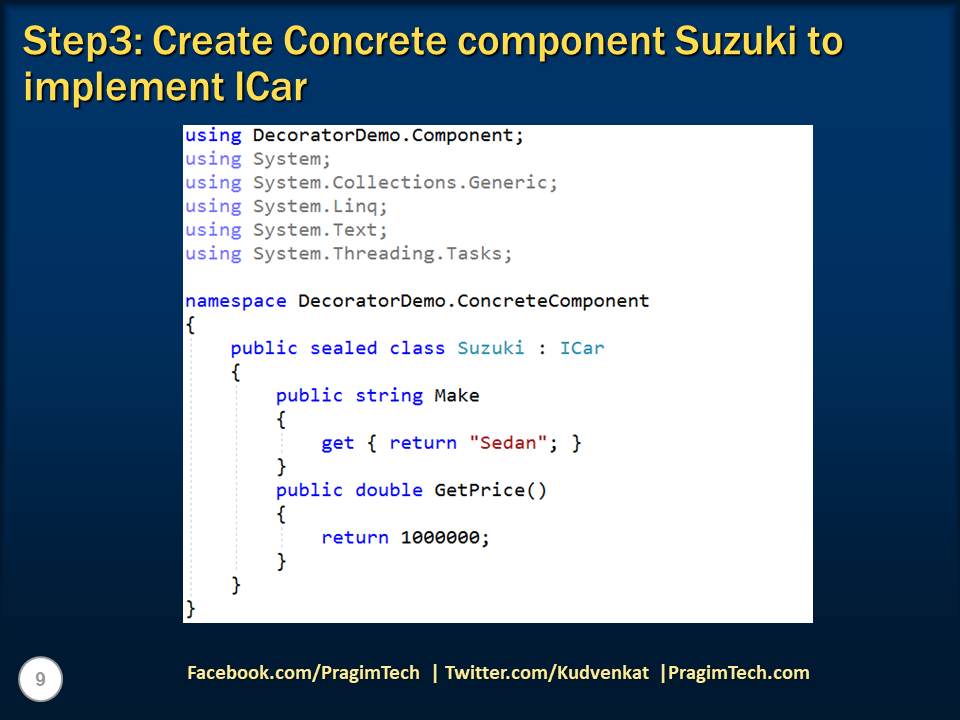 Step3: Create Concrete component Suzuki to
implement ICar
using DecoratorDemo.Component;
using System;
using System.Collections.Generic;
using System.Linq;
using System.Text;
using System.Threading.Tasks;
namespace DecoratorDemo.ConcreteComponent
{
    public sealed class Suzuki : ICar
    {
        public string Make
        {
            get { return "Sedan"; }
        }
        public double GetPrice()
        {
            return 1000000;
        }
    }
}
9
Facebook.com/PragimTech | Twitter.com/Kudvenkat |PragimTech.com